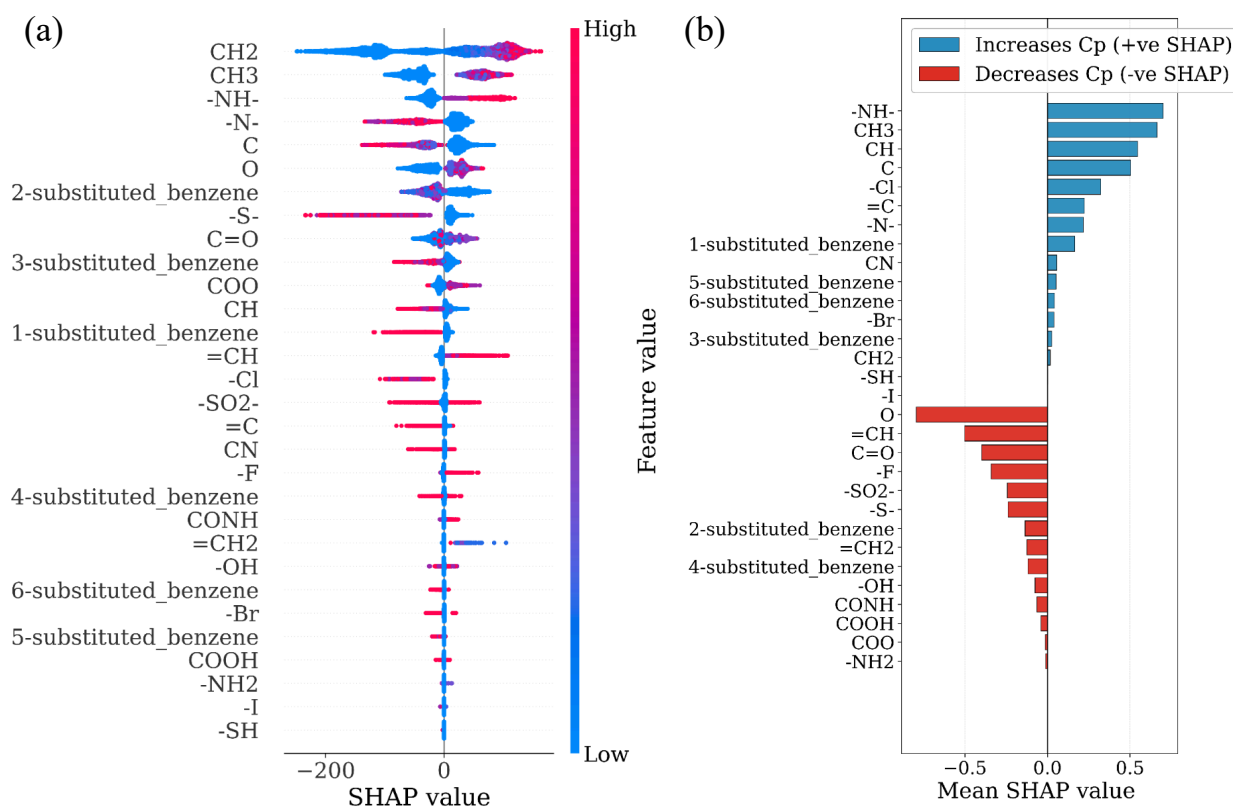 (a)
High
CH2
CH3
-NH-
-N-
C
O
2-substituted_benzene
-S-
C=O
3-substituted_benzene
COO
CH
1-substituted_benzene
=CH
-Cl
-SO2-
=C
CN
-F
4-substituted_benzene
CONH
=CH2
-OH
6-substituted_benzene
-Br
5-substituted_benzene
COOH
-NH2
-I
-SH
Low
Feature value
−200
0
SHAP value
(b)
Increases Cp (+ve SHAP)
Decreases Cp (-ve SHAP)
-NH-
CH3
CH
C
-Cl
=C
-N-
1-substituted_benzene
CN
5-substituted_benzene
6-substituted_benzene
-Br
3-substituted_benzene
CH2
-SH
-I
O
=CH
C=O
-F
-SO2-
-S-
2-substituted_benzene
=CH2
4-substituted_benzene
-OH
CONH
COOH
COO
-NH2
−0.5
0.0
0.5
Mean SHAP value